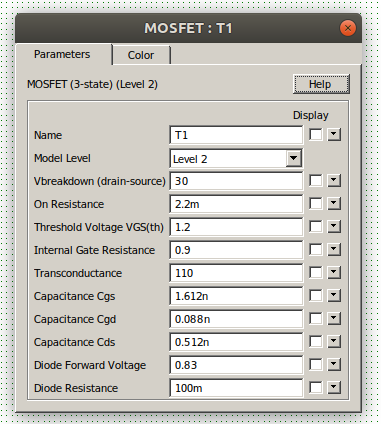 MOSFET : T1
Parameters
Color
MOSFET (3-state) (Level 2)
Help
Display
Name T1
Model Level Level 2
Vbreakdown (drain-source) 30
On Resistance 2.2m
Threshold Voltage VGS(th) 1.2
Internal Gate Resistance 0.9
Transconductance 110
Capacitance Cgs 1.612n
Capacitance Cgd 0.088n
Capacitance Cds 0.512n
Diode Forward Voltage 0.83
Diode Resistance 100m